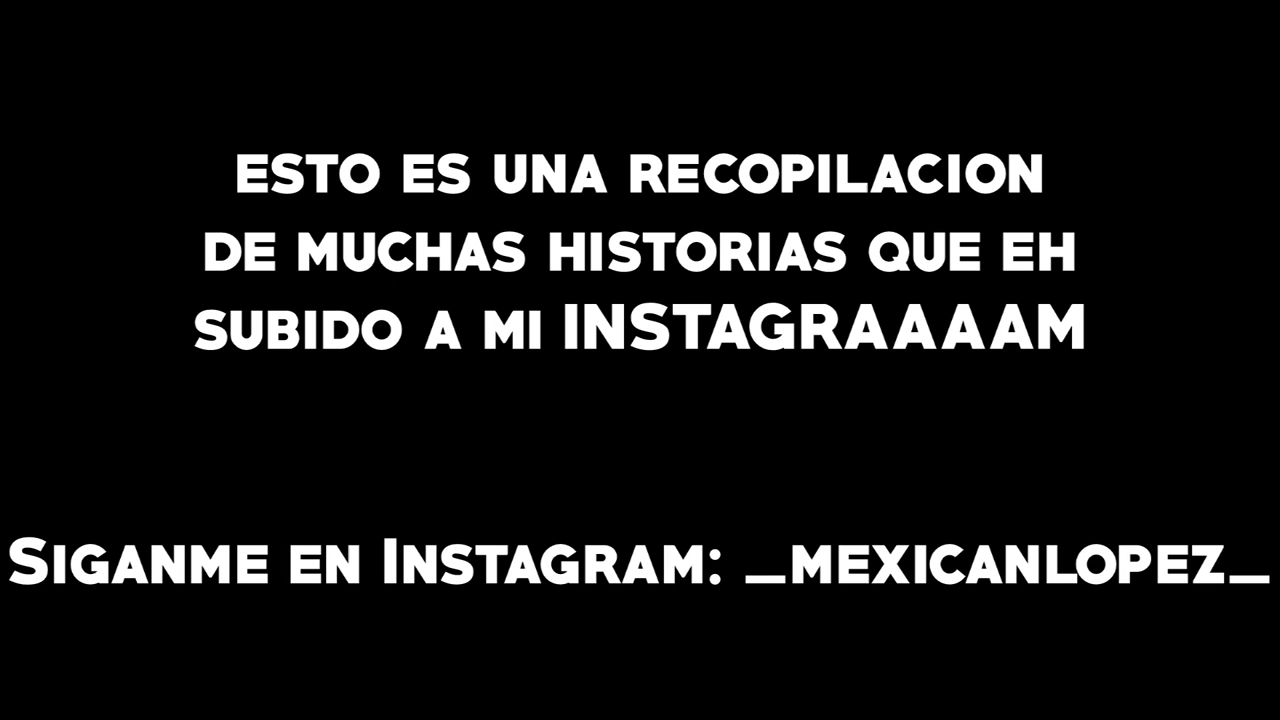 ESTO ES UNA RECOPILACION
DE MUCHAS HISTORIAS QUE EH
SUBIDO A MI INSTAGRAAAAM
SIGANME EN INSTAGRAM: _MEXICANLOPEZ_